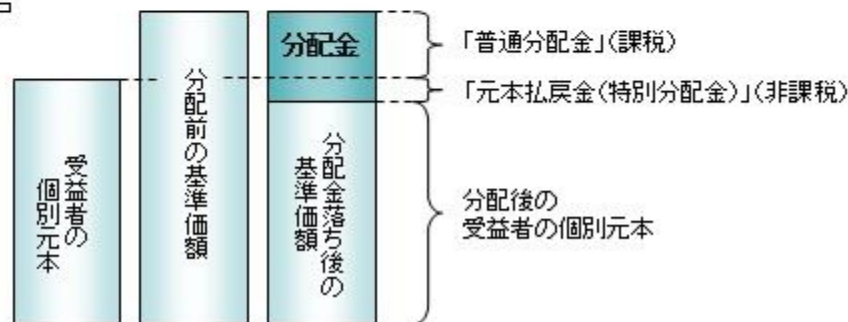 分配金
「普通分配金」(課税)
「元本払戻金(特別分配金)」(非課税)
受益者の
個別元本
分配前の基準価額
分配金落ち後の
基準価額
分配後の
受益者の個別元本